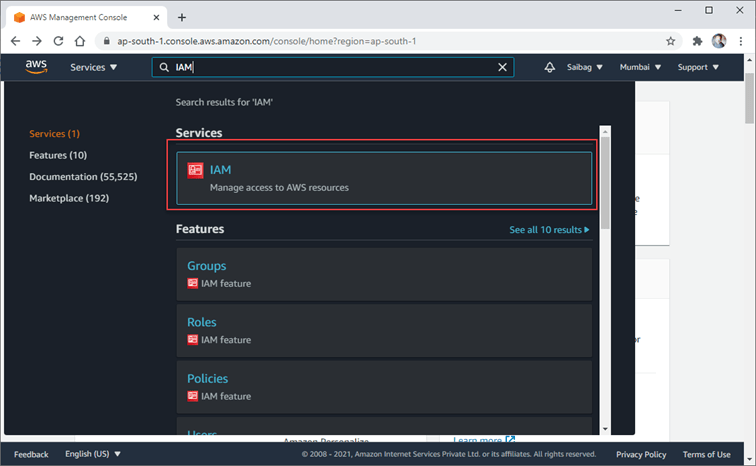 AWS Management Console
ap-south-1.console.aws.amazon.com/console/home?region=ap-south-1
aws Services IAM Saibag Mumbai Support
Search results for 'IAM'
Services (1)
Features (10)
Documentation (55,525)
Marketplace (192)
Services
IAM
Manage access to AWS resources
Features See all 10 results
Groups
IAM feature
Roles
IAM feature
Policies
IAM feature
Users
Amazon Personalize
Learn more
Feedback English (US) © 2008 - 2021, Amazon Internet Services Private Ltd. or its affiliates. All rights reserved. Privacy Policy Terms of Use